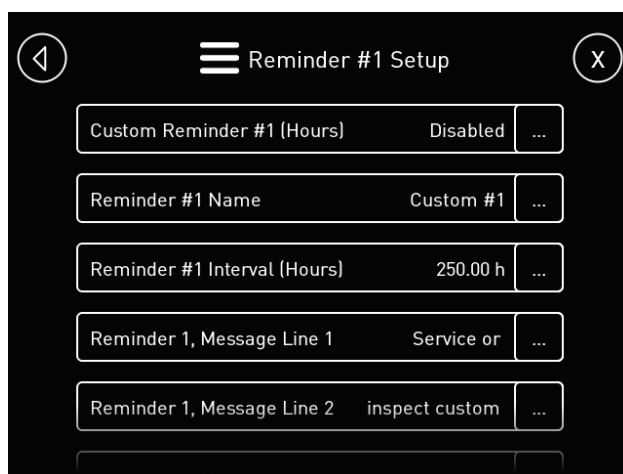 Reminder #1 Setup
X
Custom Reminder #1 (Hours) Disabled ...
Reminder #1 Name Custom #1 ...
Reminder #1 Interval (Hours) 250.00 h ...
Reminder 1, Message Line 1 Service or ...
Reminder 1, Message Line 2 inspect custom ...